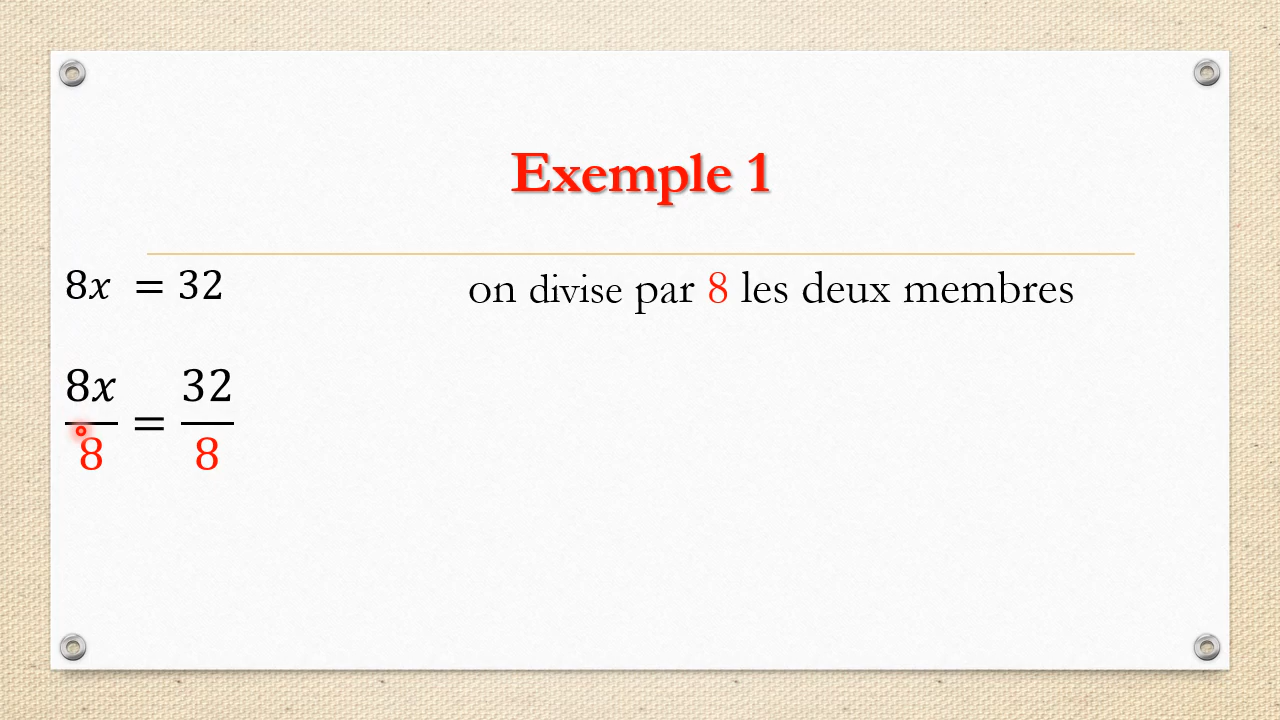 Exemple 1
8x = 32 on divise par 8 les deux membres
8x/8 = 32/8